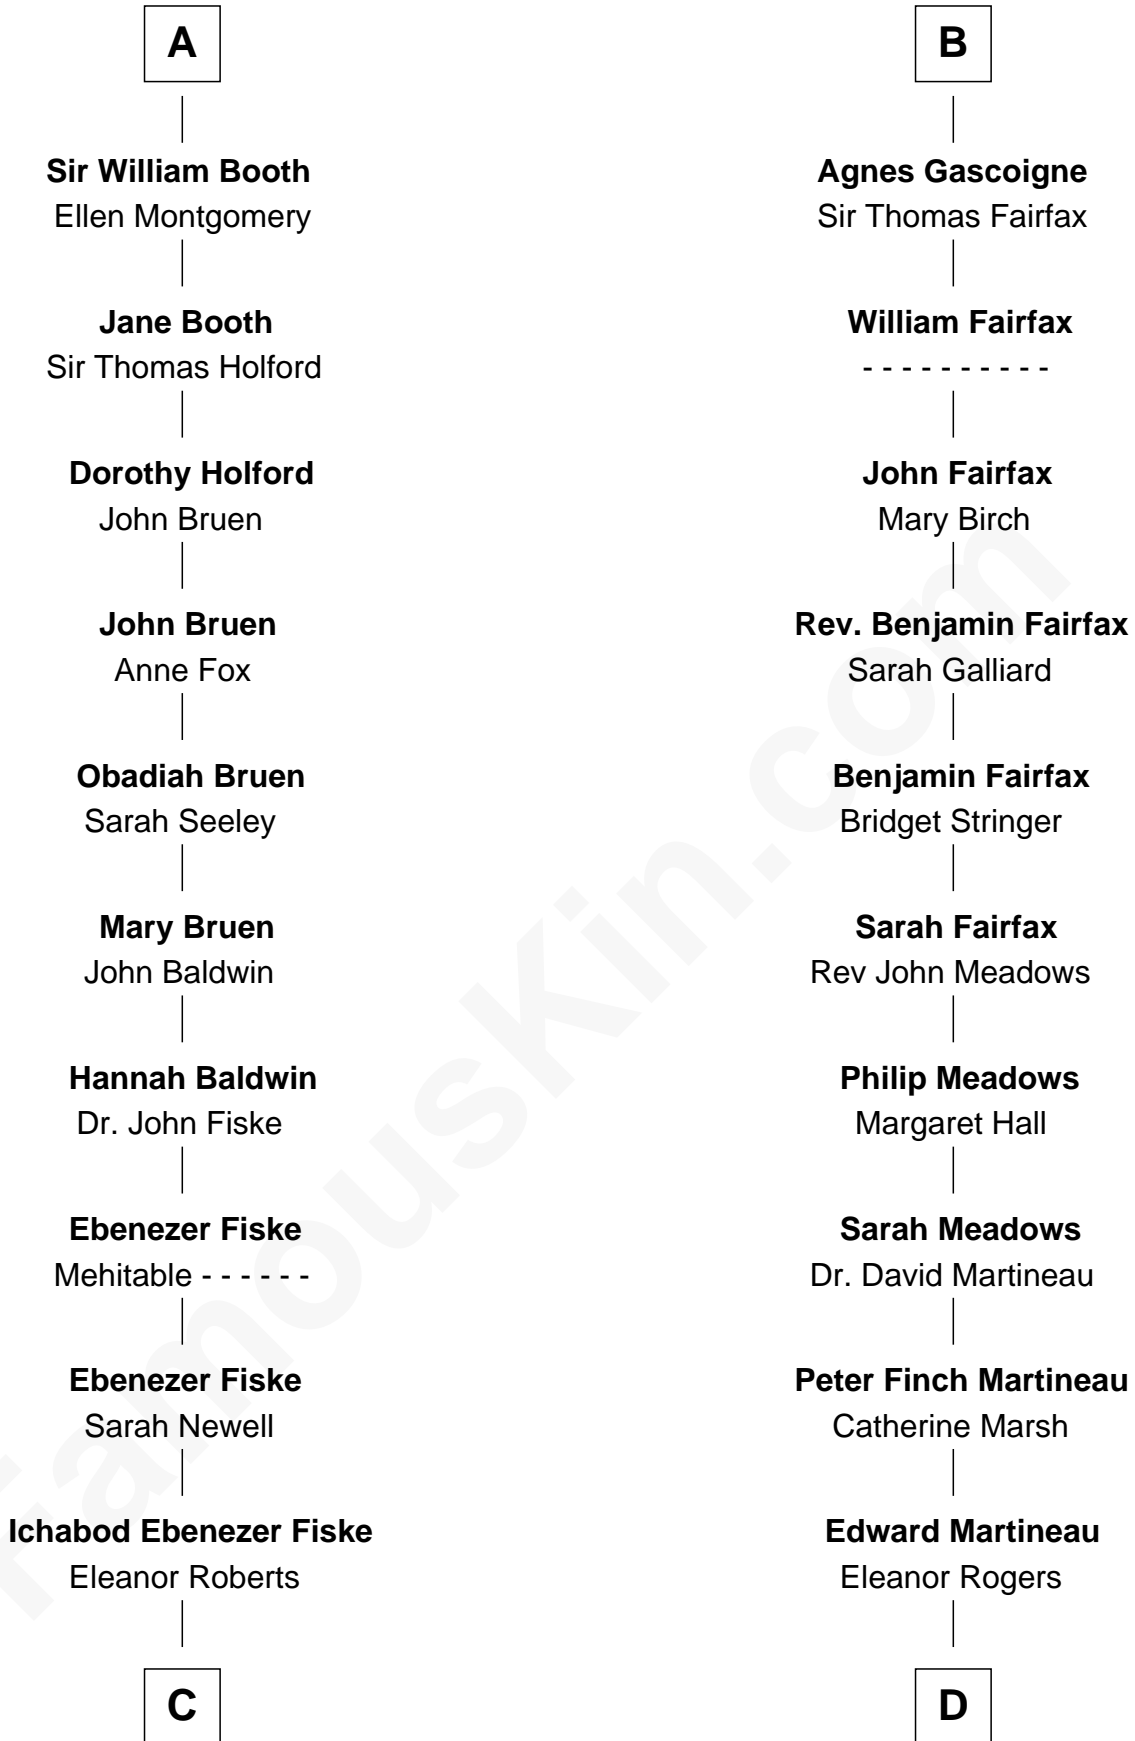 A
Sir William Booth
Ellen Montgomery
Jane Booth
Sir Thomas Holford
Dorothy Holford
John Bruen
John Bruen
Anne Fox
Obadiah Bruen
Sarah Seeley
Mary Bruen
John Baldwin
Hannah Baldwin
Dr. John Fiske
Ebenezer Fiske
Mehitable - - - - - -
Ebenezer Fiske
Sarah Newell
Ichabod Ebenezer Fiske
Eleanor Roberts
C
B
Agnes Gascoigne
Sir Thomas Fairfax
William Fairfax
- - - - - - - - - -
John Fairfax
Mary Birch
Rev. Benjamin Fairfax
Sarah Galliard
Benjamin Fairfax
Bridget Stringer
Sarah Fairfax
Rev John Meadows
Philip Meadows
Margaret Hall
Sarah Meadows
Dr. David Martineau
Peter Finch Martineau
Catherine Marsh
Edward Martineau
Eleanor Rogers
D
FamousKin.com